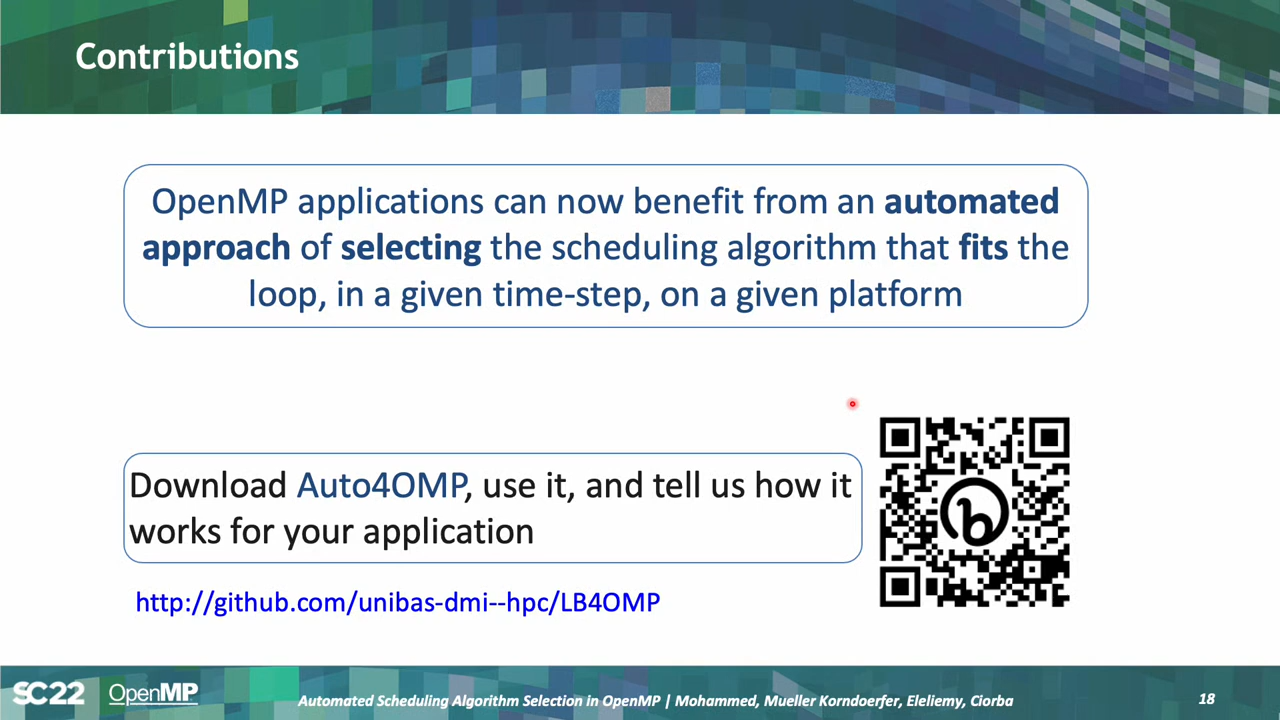 Contributions
OpenMP applications can now benefit from an automated
approach of selecting the scheduling algorithm that fits the
loop, in a given time-step, on a given platform
Download Auto4OMP, use it, and tell us how it
works for your application
http://github.com/unibas-dmi--hpc/LB4OMP
SC22 OpenMP Automated Scheduling Algorithm Selection in OpenMP | Mohammed, Mueller Korndoerfer, Eleliemy, Ciorba 18